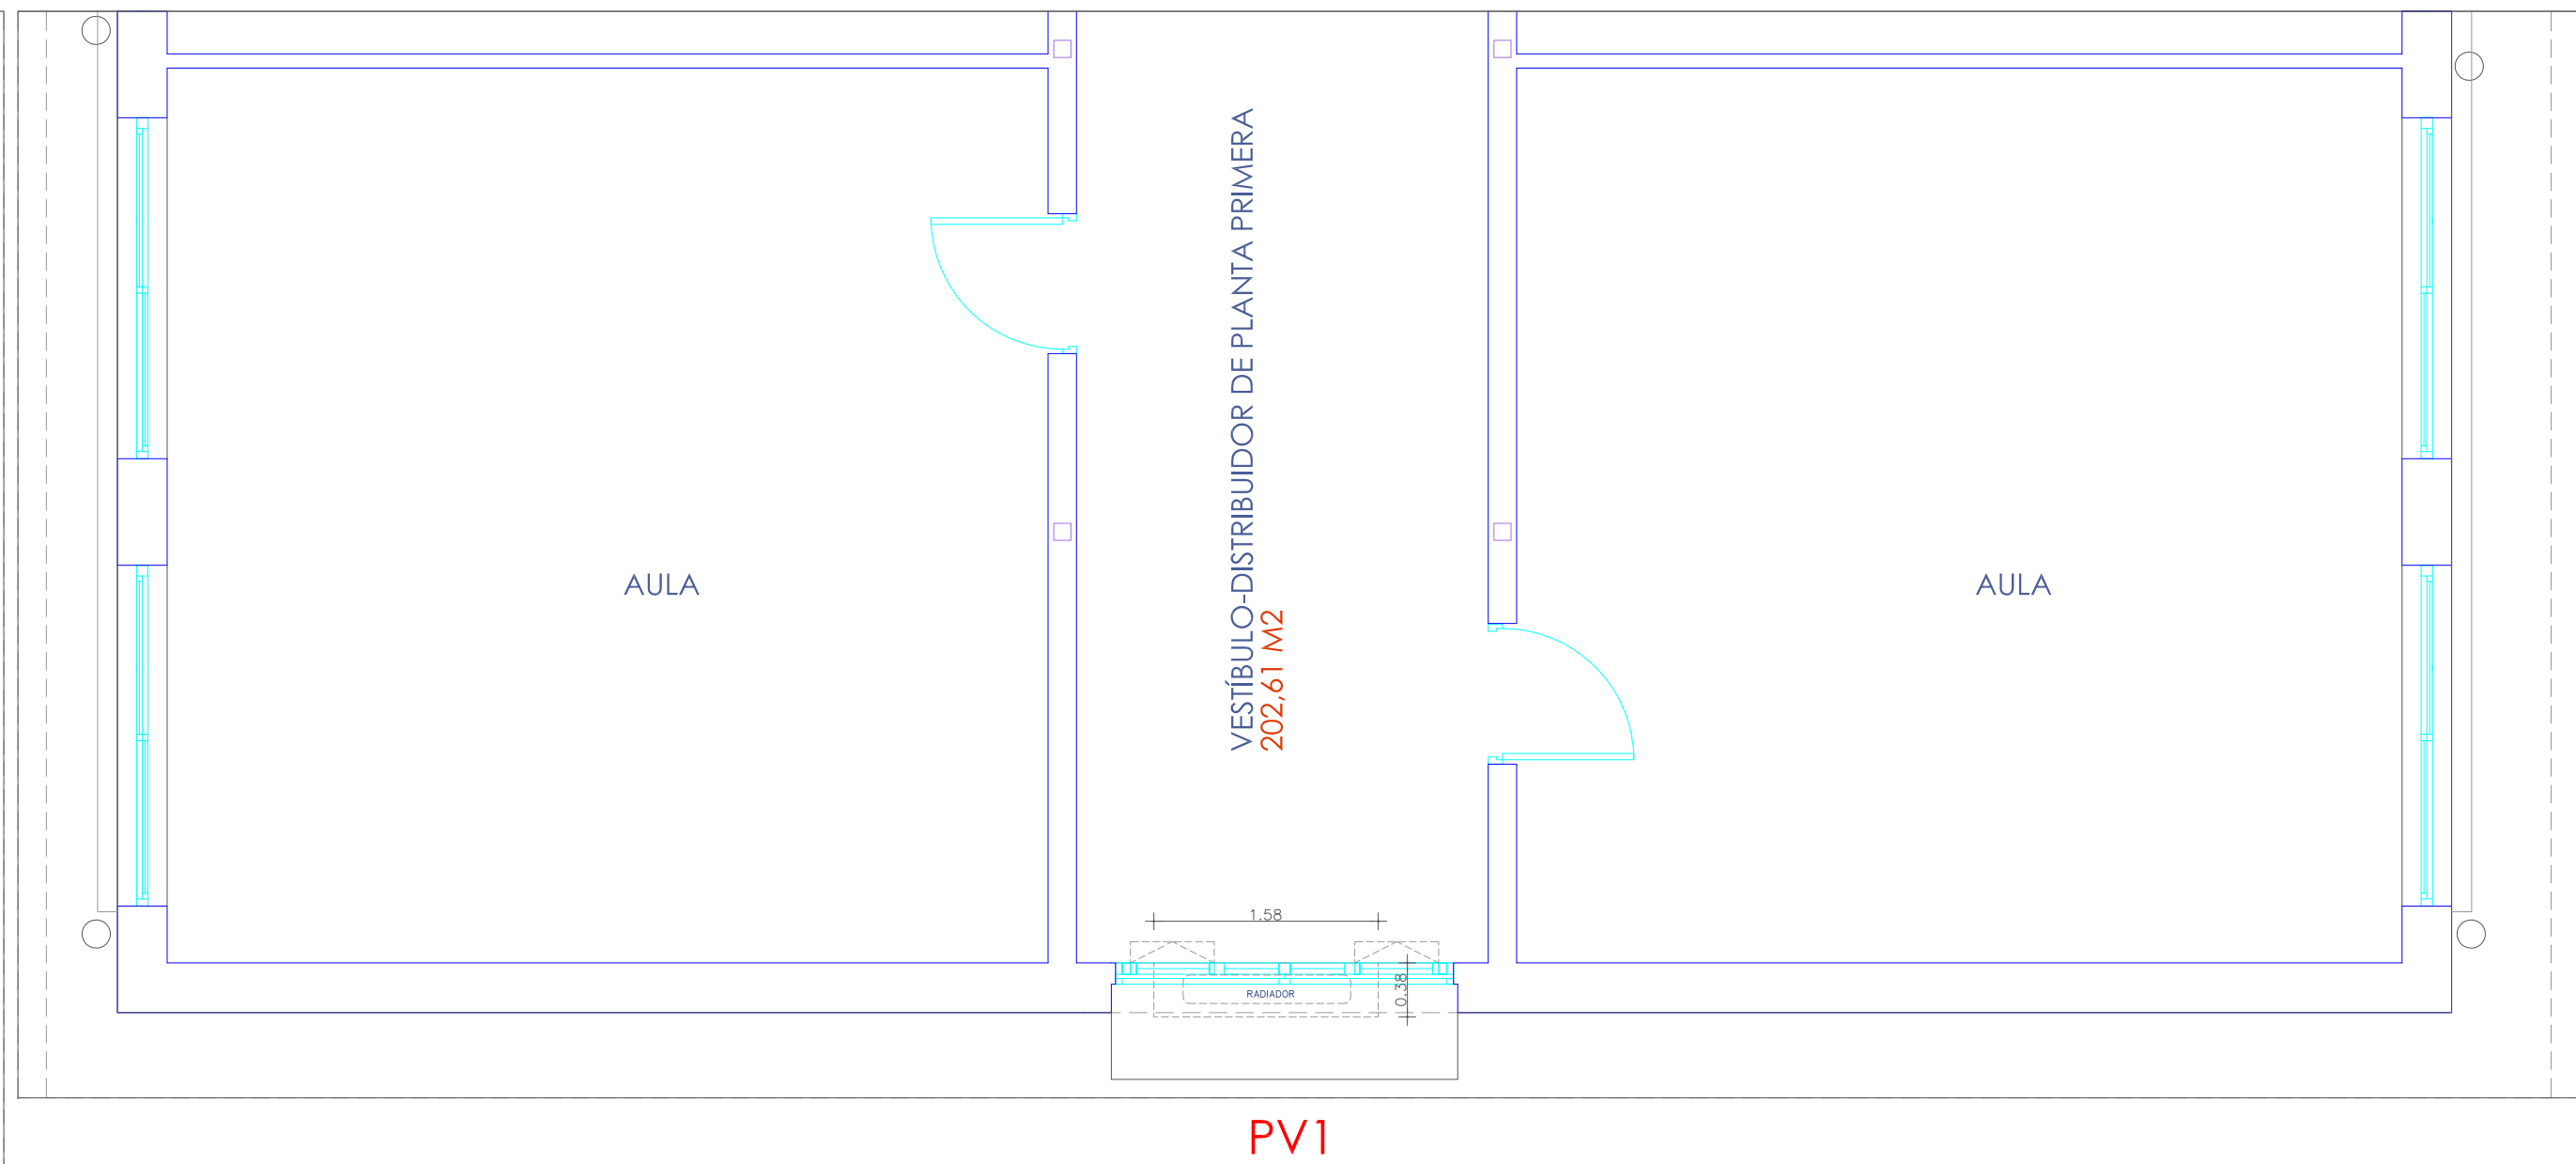 VESTÍBULO-DISTRIBUIDOR DE PLANTA PRIMERA
202,61 M2
AULA
AULA
1.58
0.38
RADIADOR
PV1